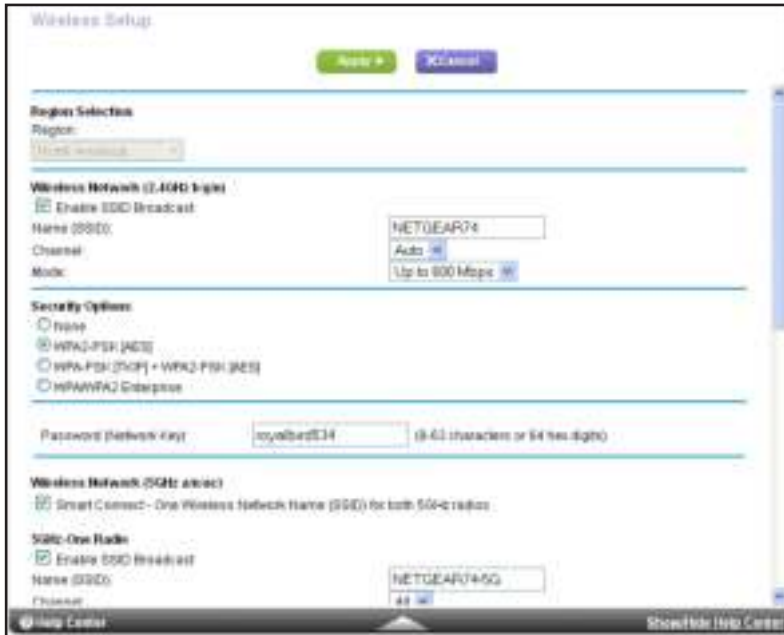 Wireless Setup
Apply Cancel
Region Selection
Region:
North America
Wireless Network (2.4GHz b/g/n)
Enable SSID Broadcast
Name (SSID): NETGEAR74
Channel: Auto
Mode: Up to 600 Mbps
Security Options
None
WPA2-PSK [AES]
WPA-PSK [TKIP] + WPA2-PSK [AES]
WPA/WPA2 Enterprise
Password (Network Key): (8-63 characters or 64 hex digits)
Wireless Network (5GHz a/n/ac)
Smart Connect - One Wireless Network Name (SSID) for both 5GHz radios
5GHz-One Radio
Enable SSID Broadcast
Name (SSID): NETGEAR74-5G
Channel:
Help Center Show/Hide Help Center